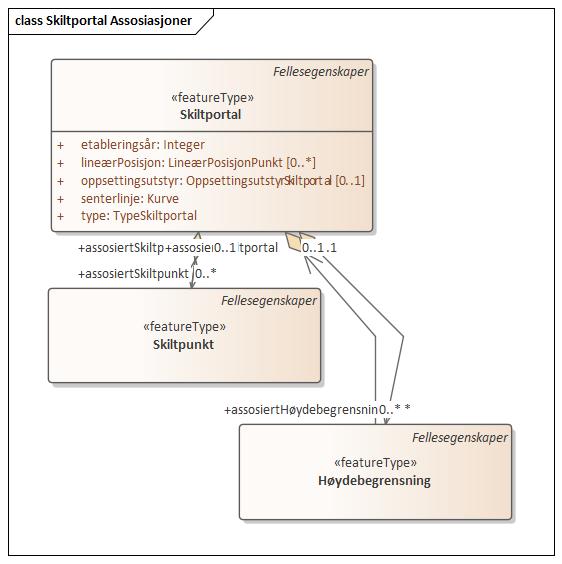 class Skiltportal Assosiasjoner
Fellesegenskaper
«featureType»
Skiltportal
+ etableringsår: Integer
+ lineærPosisjon: LineærPosisjonPunkt [0..*]
+ oppsettingsutstyr: OppsettingsutstyrSkiltportal [0..1]
+ senterlinje: Kurve
+ type: TypeSkiltportal
+assosiertSkiltp +assosie 0..1 tportal 0..1 .1
+assosiertSkiltpunkt 0..*
Fellesegenskaper
«featureType»
Skiltpunkt
+assosiertHøydebegrensnin 0..* *
Fellesegenskaper
«featureType»
Høydebegrensning